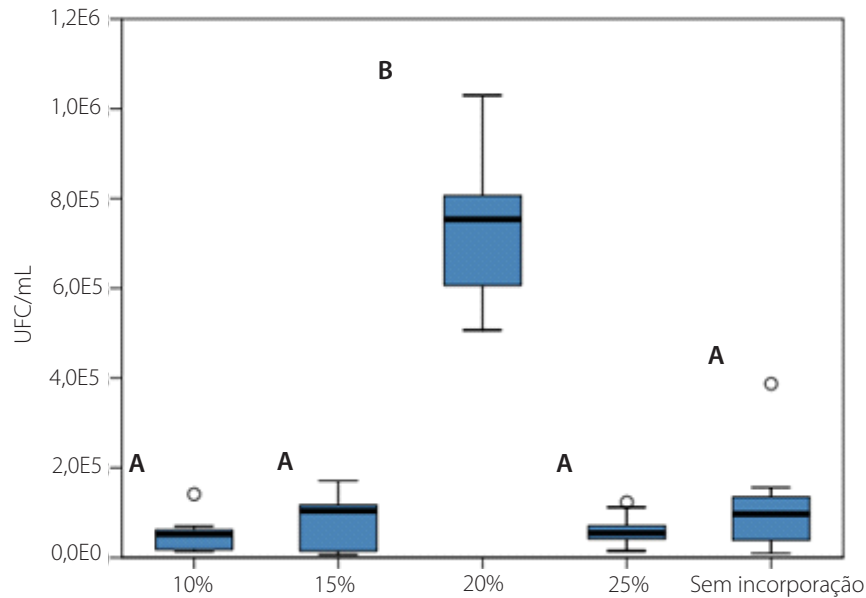 1,2E6
B
1,0E6
8,0E5
6,0E5
UFC/mL
A
4,0E5
A
A
A
2,0E5
0,0E0
10%
15%
20%
25%
Sem incorporação